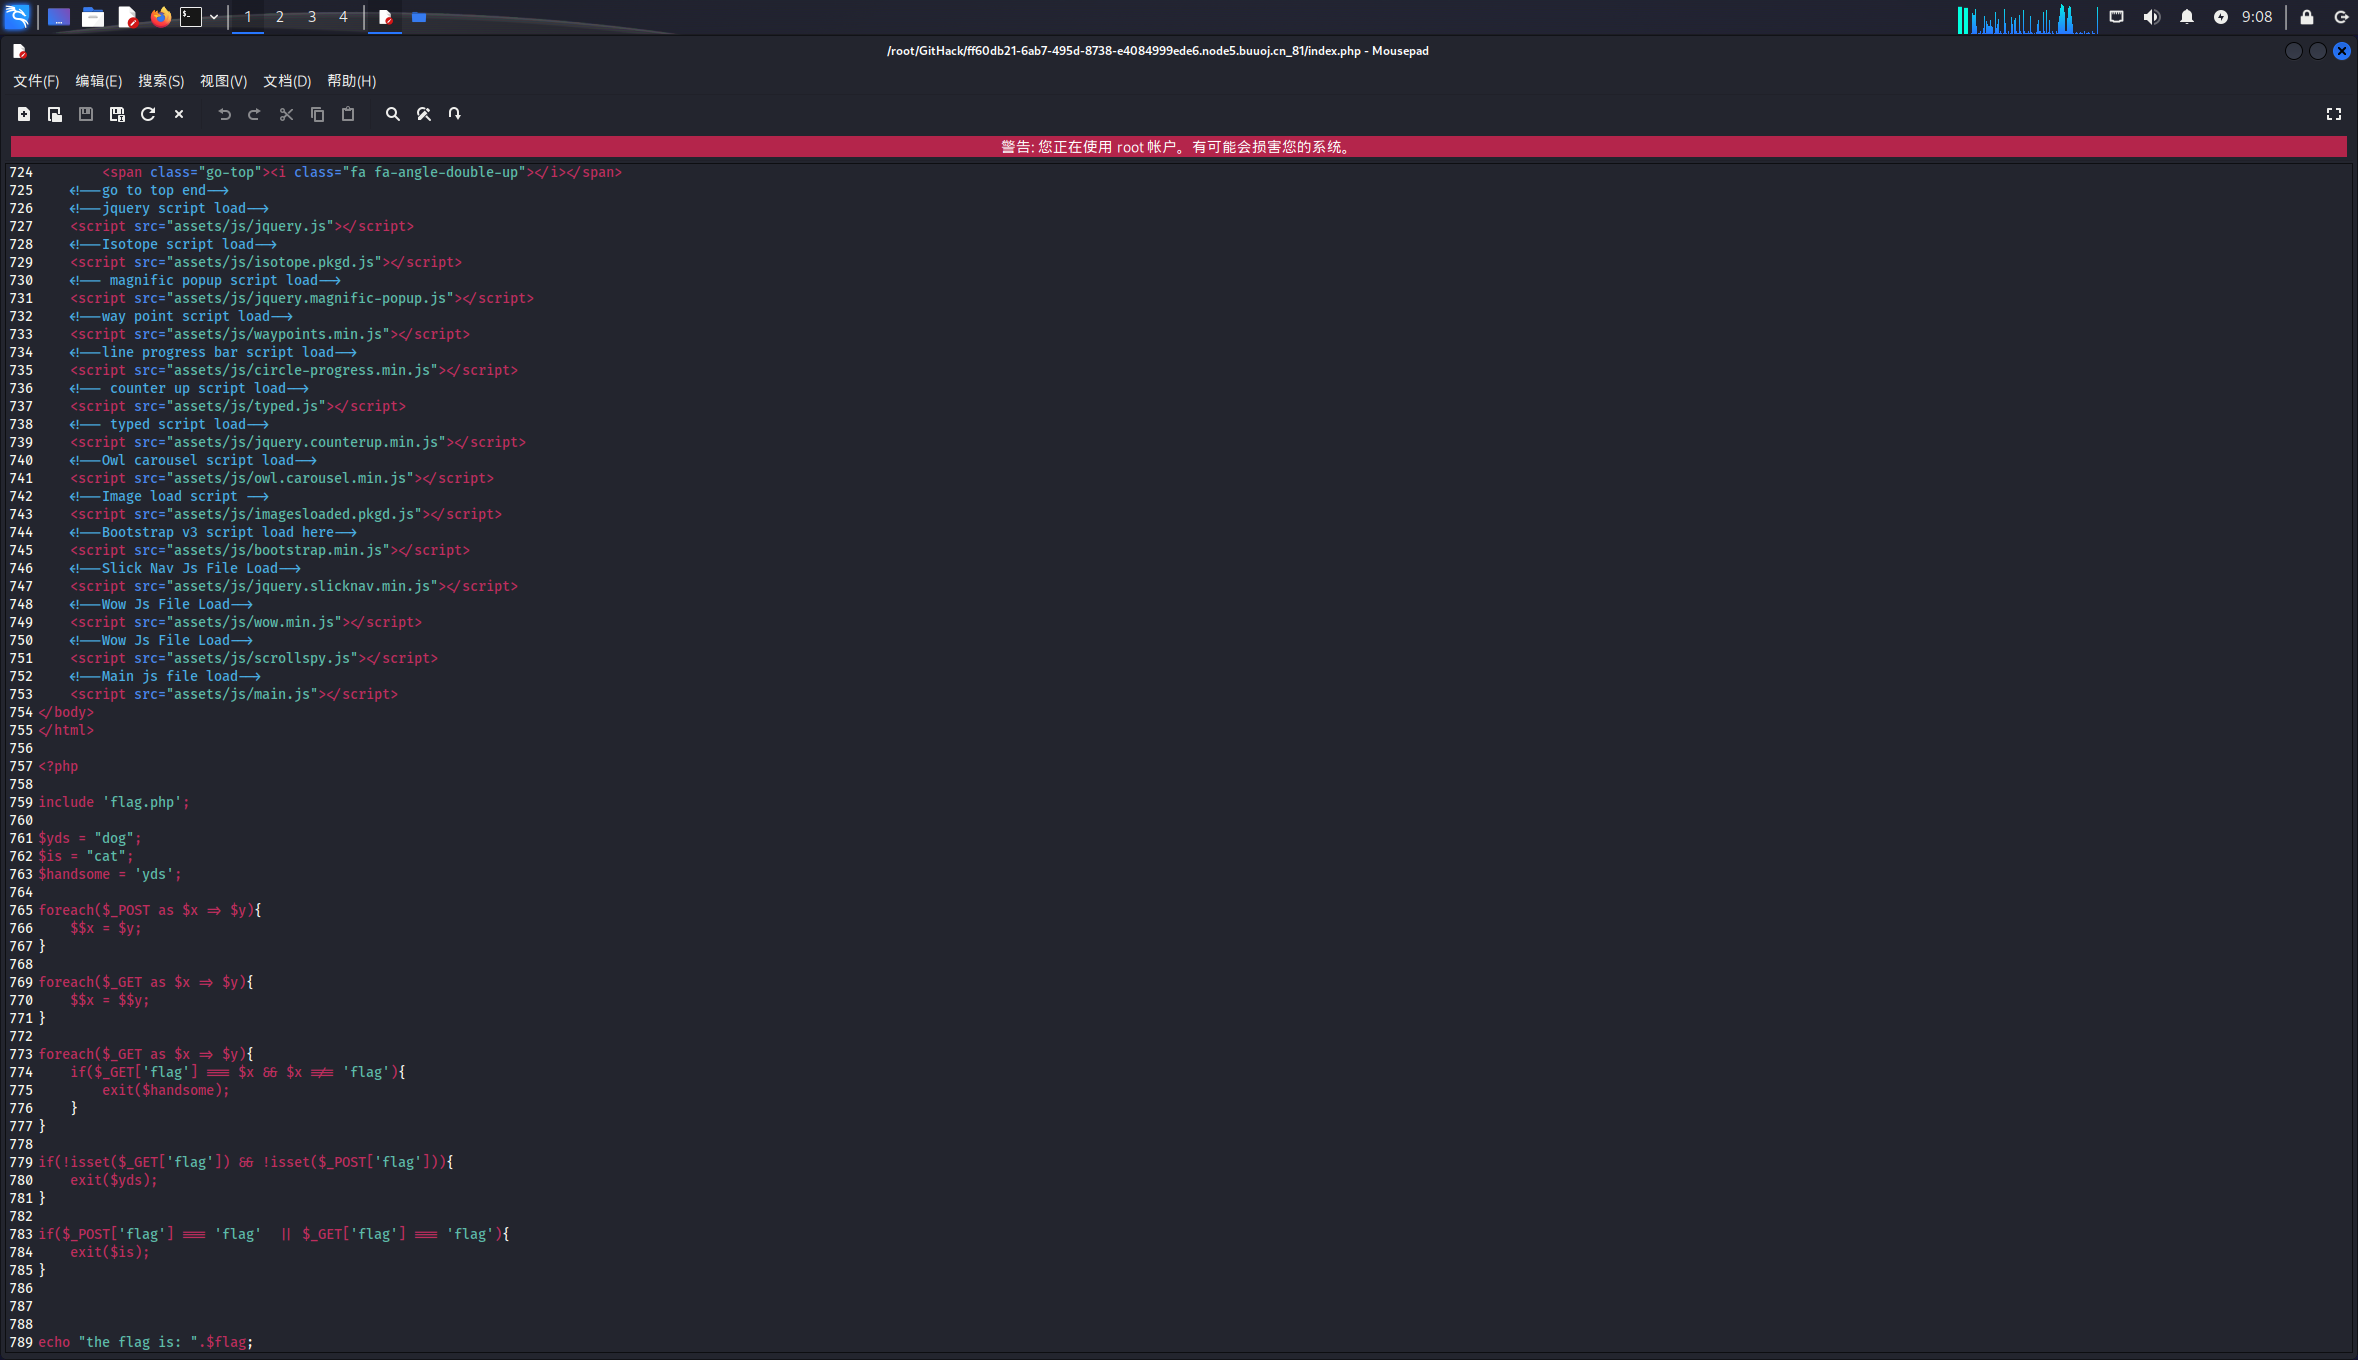 1 2 3 4 9:08
/root/GitHack/ff60db21-6ab7-495d-8738-e4084999ede6.node5.buuoj.cn_81/index.php - Mousepad
文件(F) 编辑(E) 搜索(S) 视图(V) 文档(D) 帮助(H)
警告: 您正在使用 root 帐户。有可能会损害您的系统。
724         <span class="go-top"><i class="fa fa-angle-double-up"></i></span>
725     <!--go to top end-->
726     <!--jquery script load-->
727     <script src="assets/js/jquery.js"></script>
728     <!--Isotope script load-->
729     <script src="assets/js/isotope.pkgd.js"></script>
730     <!-- magnific popup script load-->
731     <script src="assets/js/jquery.magnific-popup.js"></script>
732     <!--way point script load-->
733     <script src="assets/js/waypoints.min.js"></script>
734     <!--line progress bar script load-->
735     <script src="assets/js/circle-progress.min.js"></script>
736     <!-- counter up script load-->
737     <script src="assets/js/typed.js"></script>
738     <!-- typed script load-->
739     <script src="assets/js/jquery.counterup.min.js"></script>
740     <!--Owl carousel script load-->
741     <script src="assets/js/owl.carousel.min.js"></script>
742     <!--Image load script -->
743     <script src="assets/js/imagesloaded.pkgd.js"></script>
744     <!--Bootstrap v3 script load here-->
745     <script src="assets/js/bootstrap.min.js"></script>
746     <!--Slick Nav Js File Load-->
747     <script src="assets/js/jquery.slicknav.min.js"></script>
748     <!--Wow Js File Load-->
749     <script src="assets/js/wow.min.js"></script>
750     <!--Wow Js File Load-->
751     <script src="assets/js/scrollspy.js"></script>
752     <!--Main js file load-->
753     <script src="assets/js/main.js"></script>
754 </body>
755 </html>
756
757 <?php
758
759 include 'flag.php';
760
761 $yds = "dog";
762 $is = "cat";
763 $handsome = 'yds';
764
765 foreach($_POST as $x => $y){
766     $$x = $y;
767 }
768
769 foreach($_GET as $x => $y){
770     $$x = $$y;
771 }
772
773 foreach($_GET as $x => $y){
774     if($_GET['flag'] === $x && $x !== 'flag'){
775         exit($handsome);
776     }
777 }
778
779 if(!isset($_GET['flag']) && !isset($_POST['flag'])){
780     exit($yds);
781 }
782
783 if($_POST['flag'] === 'flag'  || $_GET['flag'] === 'flag'){
784     exit($is);
785 }
786
787
788
789 echo "the flag is: ".$flag;